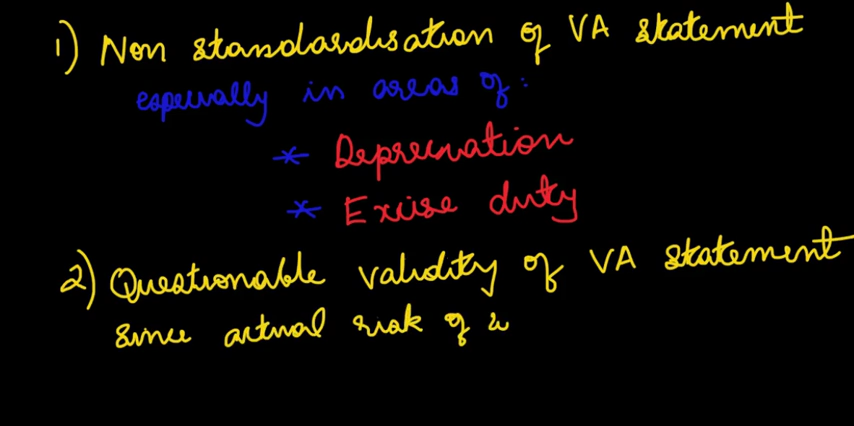 1) Non standardisation of VA statement
especially in areas of:
* Depreciation
* Excise duty
2) Questionable validity of VA statement
since actual risk of